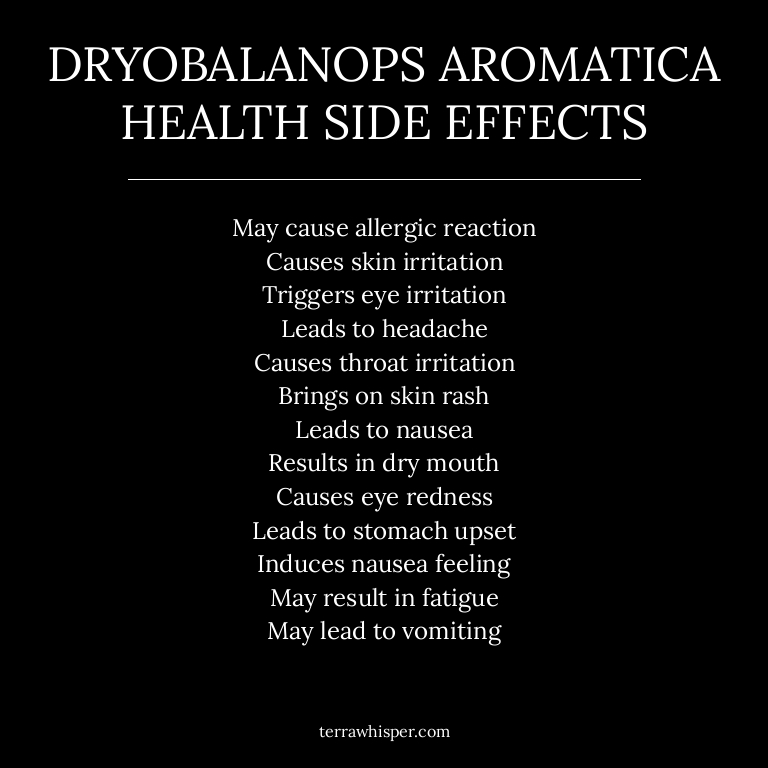 DRYOBALANOPS AROMATICA
HEALTH SIDE EFFECTS
May cause allergic reaction
Causes skin irritation
Triggers eye irritation
Leads to headache
Causes throat irritation
Brings on skin rash
Leads to nausea
Results in dry mouth
Causes eye redness
Leads to stomach upset
Induces nausea feeling
May result in fatigue
May lead to vomiting
terrawhisper.com